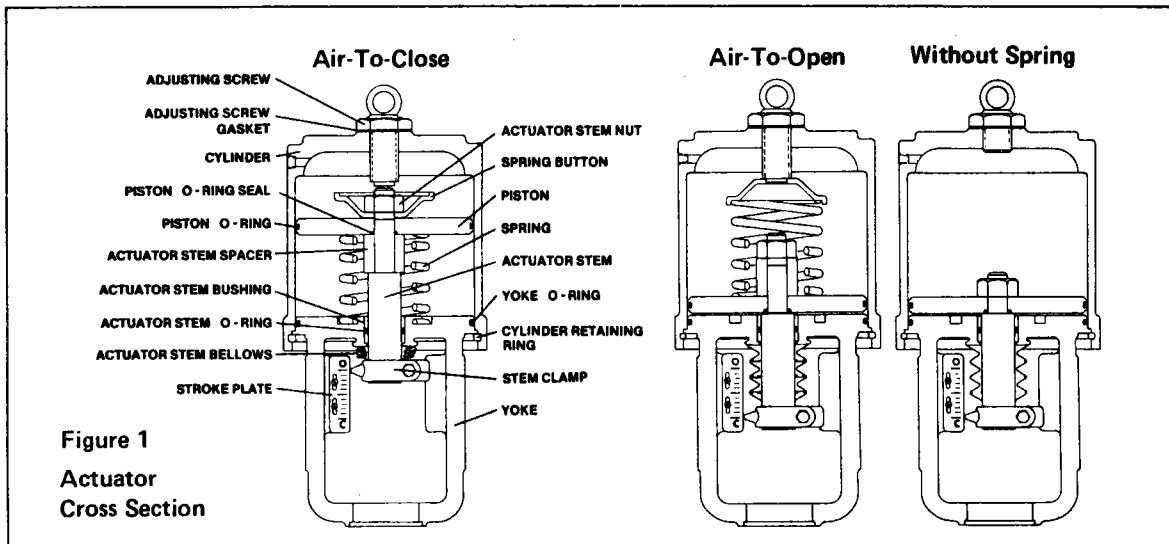 Air-To-Close
Air-To-Open
Without Spring
ADJUSTING SCREW
ADJUSTING SCREW
GASKET
CYLINDER
PISTON O-RING SEAL
PISTON O-RING
ACTUATOR STEM SPACER
ACTUATOR STEM BUSHING
ACTUATOR STEM O-RING
ACTUATOR STEM BELLOWS
STROKE PLATE
ACTUATOR STEM NUT
SPRING BUTTON
PISTON
SPRING
ACTUATOR STEM
YOKE O-RING
CYLINDER RETAINING
RING
STEM CLAMP
YOKE
Figure 1
Actuator
Cross Section